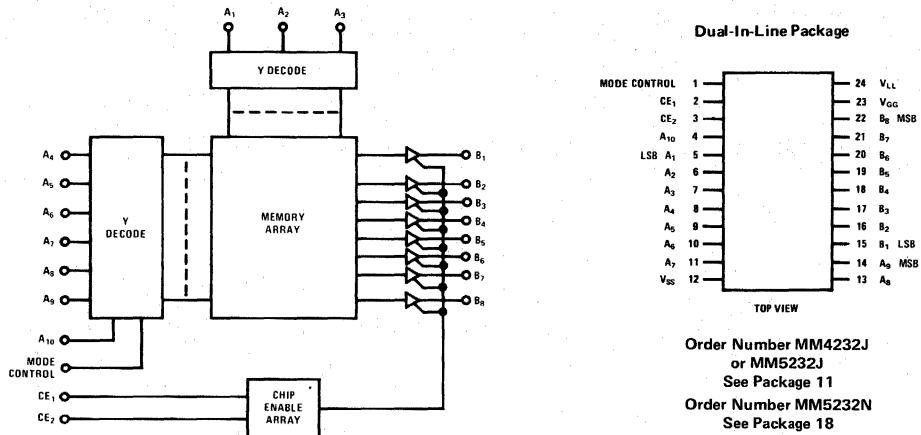 A1 A2 A3
Y DECODE
A4
A5
A6
A7
A8
A9
Y
DECODE
MEMORY
ARRAY
B1
B2
B3
B4
B5
B6
B7
B8
A10
MODE
CONTROL
CE1
CE2
CHIP
ENABLE
ARRAY
Dual-In-Line Package
MODE CONTROL 1
CE1 2
CE2 3
A10 4
LSB A1 5
A2 6
A3 7
A4 8
A5 9
A6 10
A7 11
VSS 12
24 VLL
23 VGG
22 B8 MSB
21 B7
20 B6
19 B5
18 B4
17 B3
16 B2
15 B1 LSB
14 A9 MSB
13 A8
TOP VIEW
Order Number MM4232J
or MM5232J
See Package 11
Order Number MM5232N
See Package 18